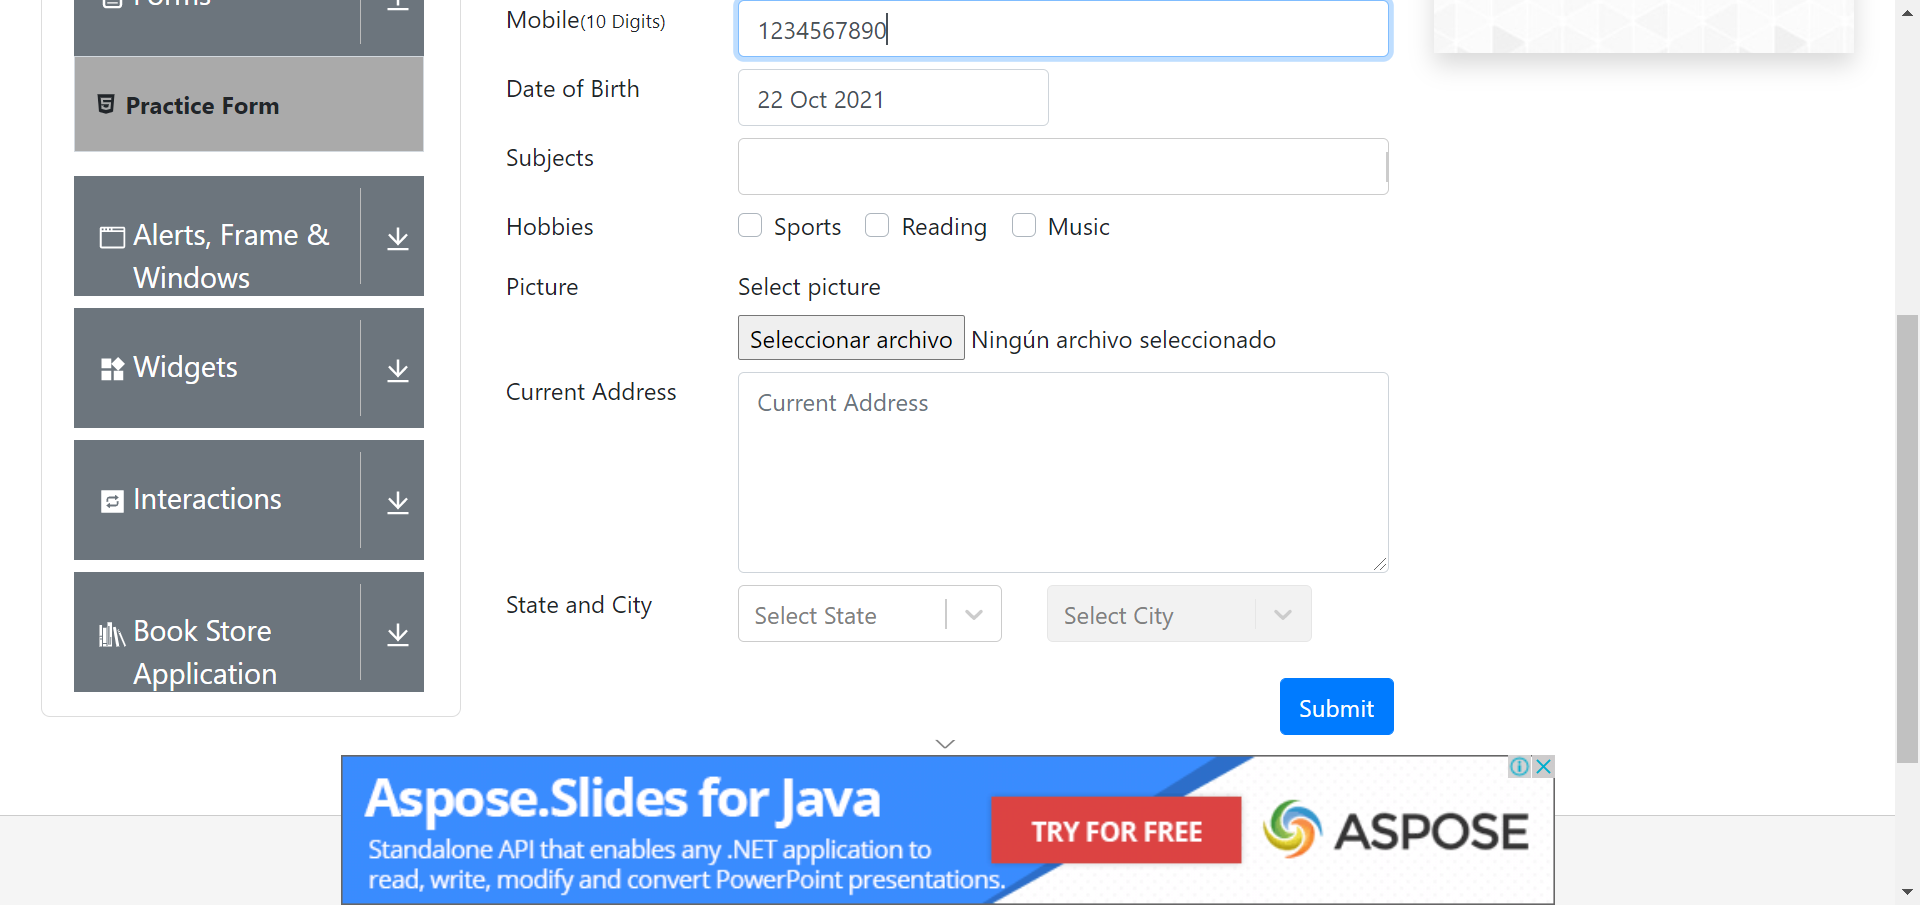 Forms
Practice Form
Alerts, Frame &
Windows
Widgets
Interactions
Book Store
Application
Mobile(10 Digits)
1234567890
Date of Birth
22 Oct 2021
Subjects
Hobbies
Sports Reading Music
Picture
Select picture
Seleccionar archivo Ningún archivo seleccionado
Current Address
Current Address
State and City
Select State
Select City
Submit
Aspose.Slides for Java
Standalone API that enables any .NET application to
read, write, modify and convert PowerPoint presentations.
TRY FOR FREE
ASPOSE